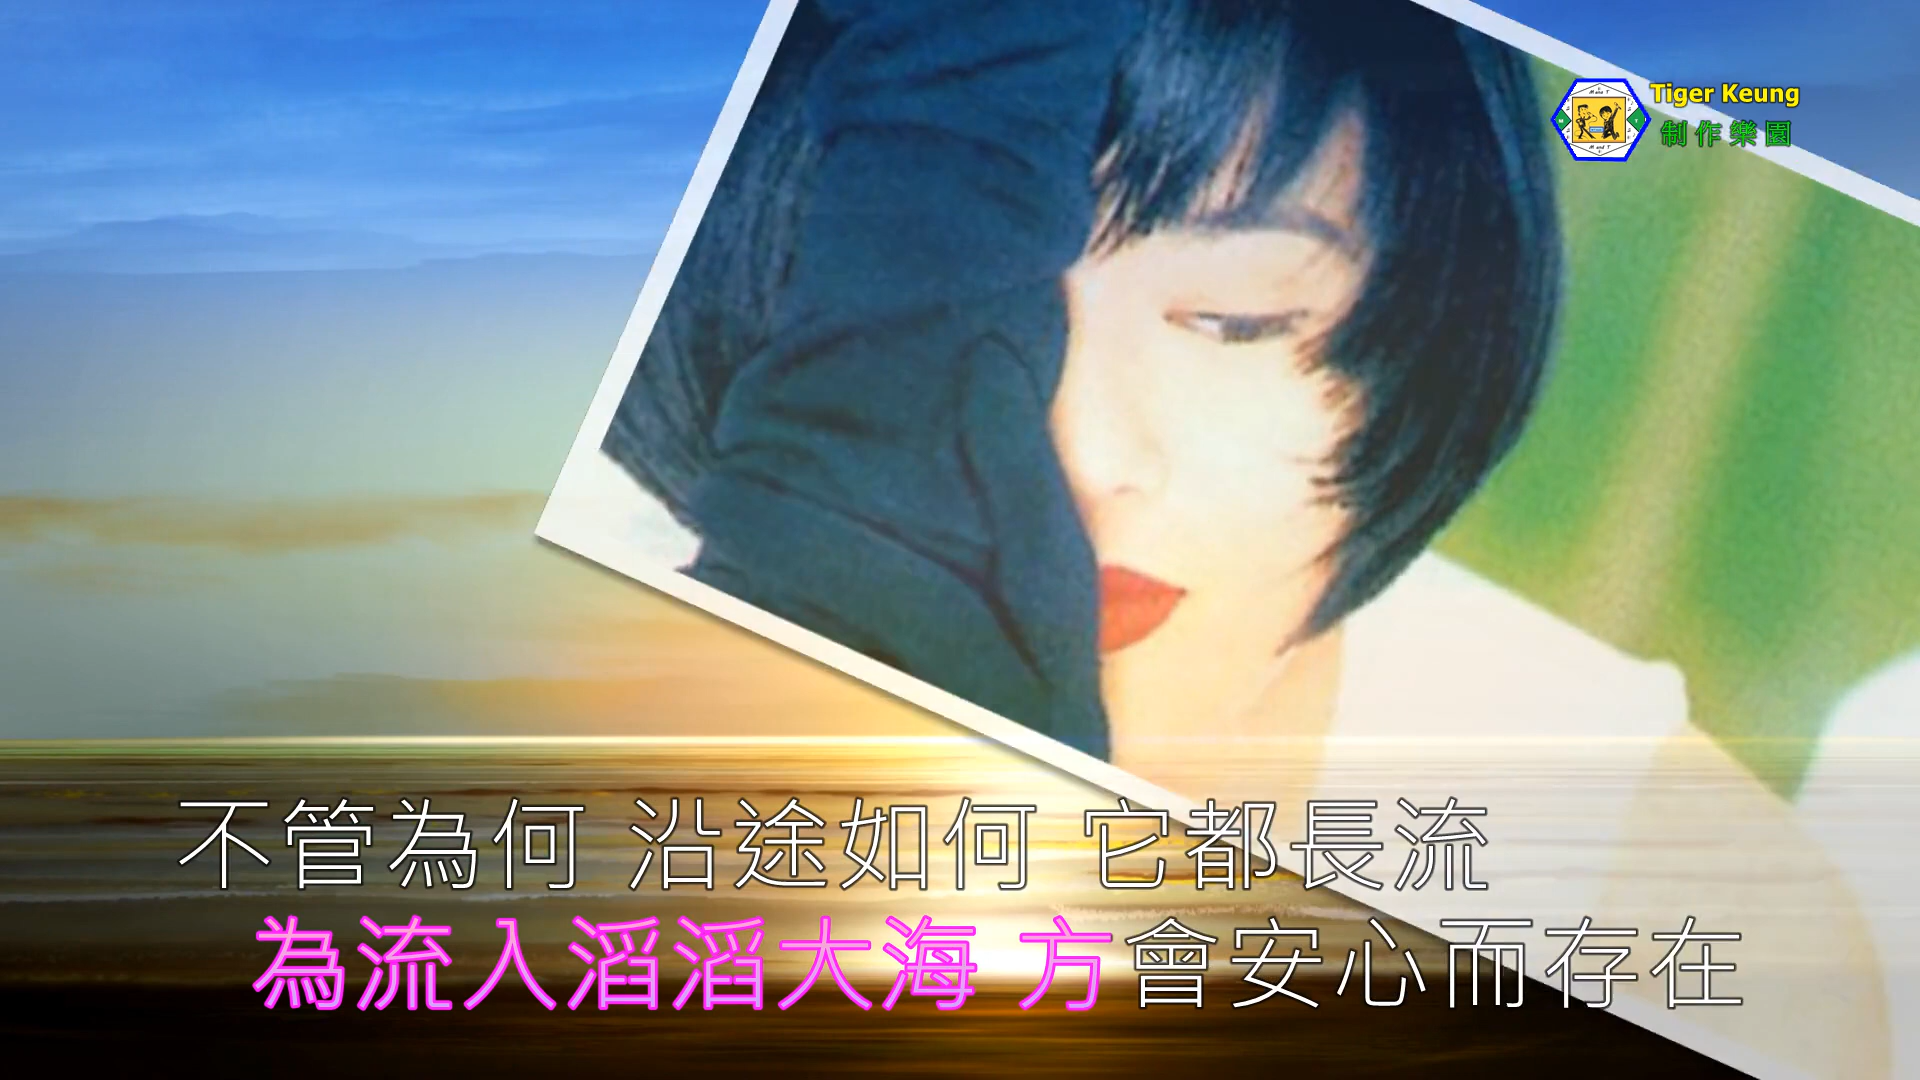 Tiger Keung
制作樂園
不管為何 沿途如何 它都長流
為流入滔滔大海 方會安心而存在